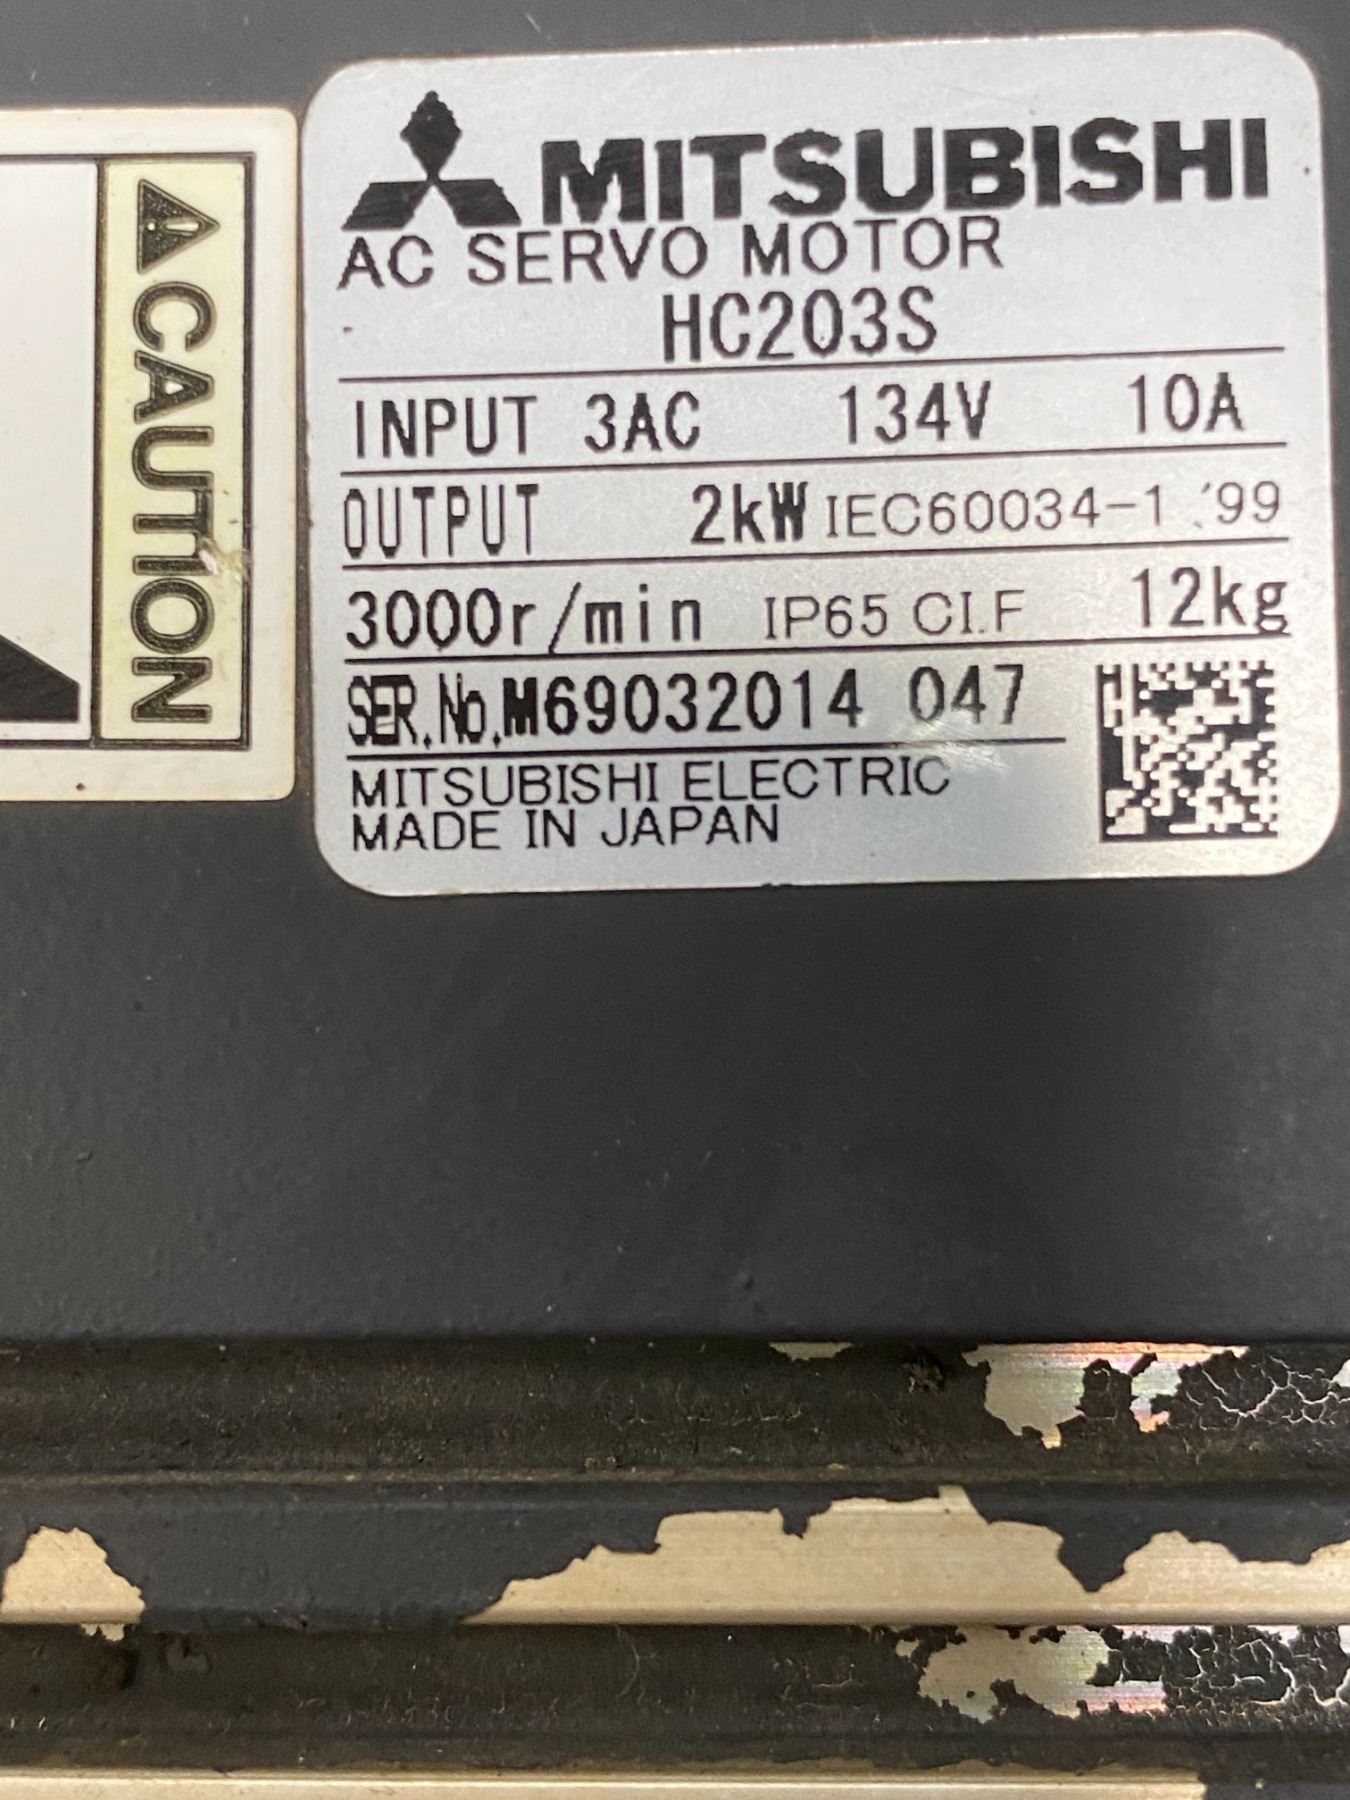 MITSUBISHI
AC SERVO MOTOR
HC203S
INPUT 3AC 134V 10A
OUTPUT 2kW IEC60034-1 '99
3000r/min IP65 CI.F 12kg
SER.No.M69032014 047
MITSUBISHI ELECTRIC
MADE IN JAPAN
CAUTION